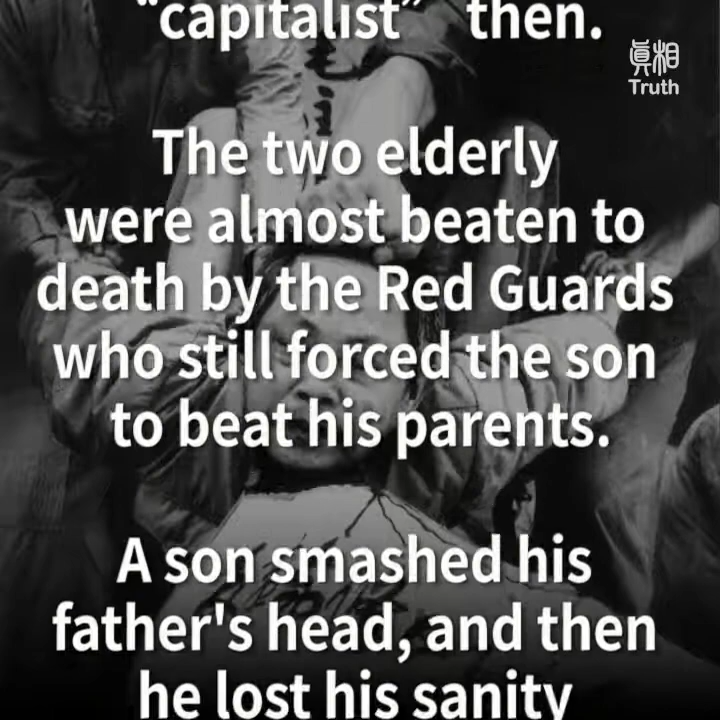 “capitalist” then.
真相
Truth
The two elderly
were almost beaten to
death by the Red Guards
who still forced the son
to beat his parents.
A son smashed his
father's head, and then
he lost his sanity